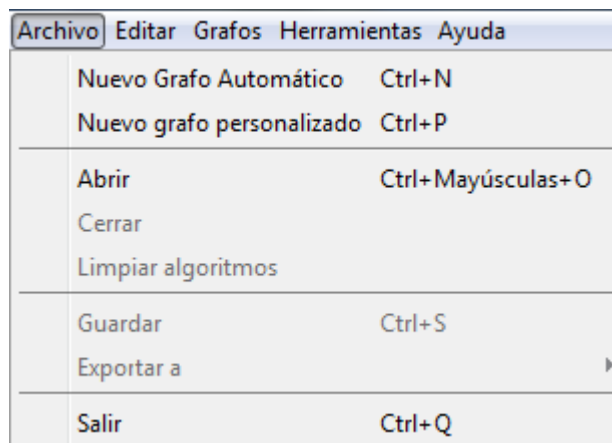 Archivo Editar Grafos Herramientas Ayuda
Nuevo Grafo Automático Ctrl+N
Nuevo grafo personalizado Ctrl+P
Abrir Ctrl+Mayúsculas+O
Cerrar
Limpiar algoritmos
Guardar Ctrl+S
Exportar a
Salir Ctrl+Q